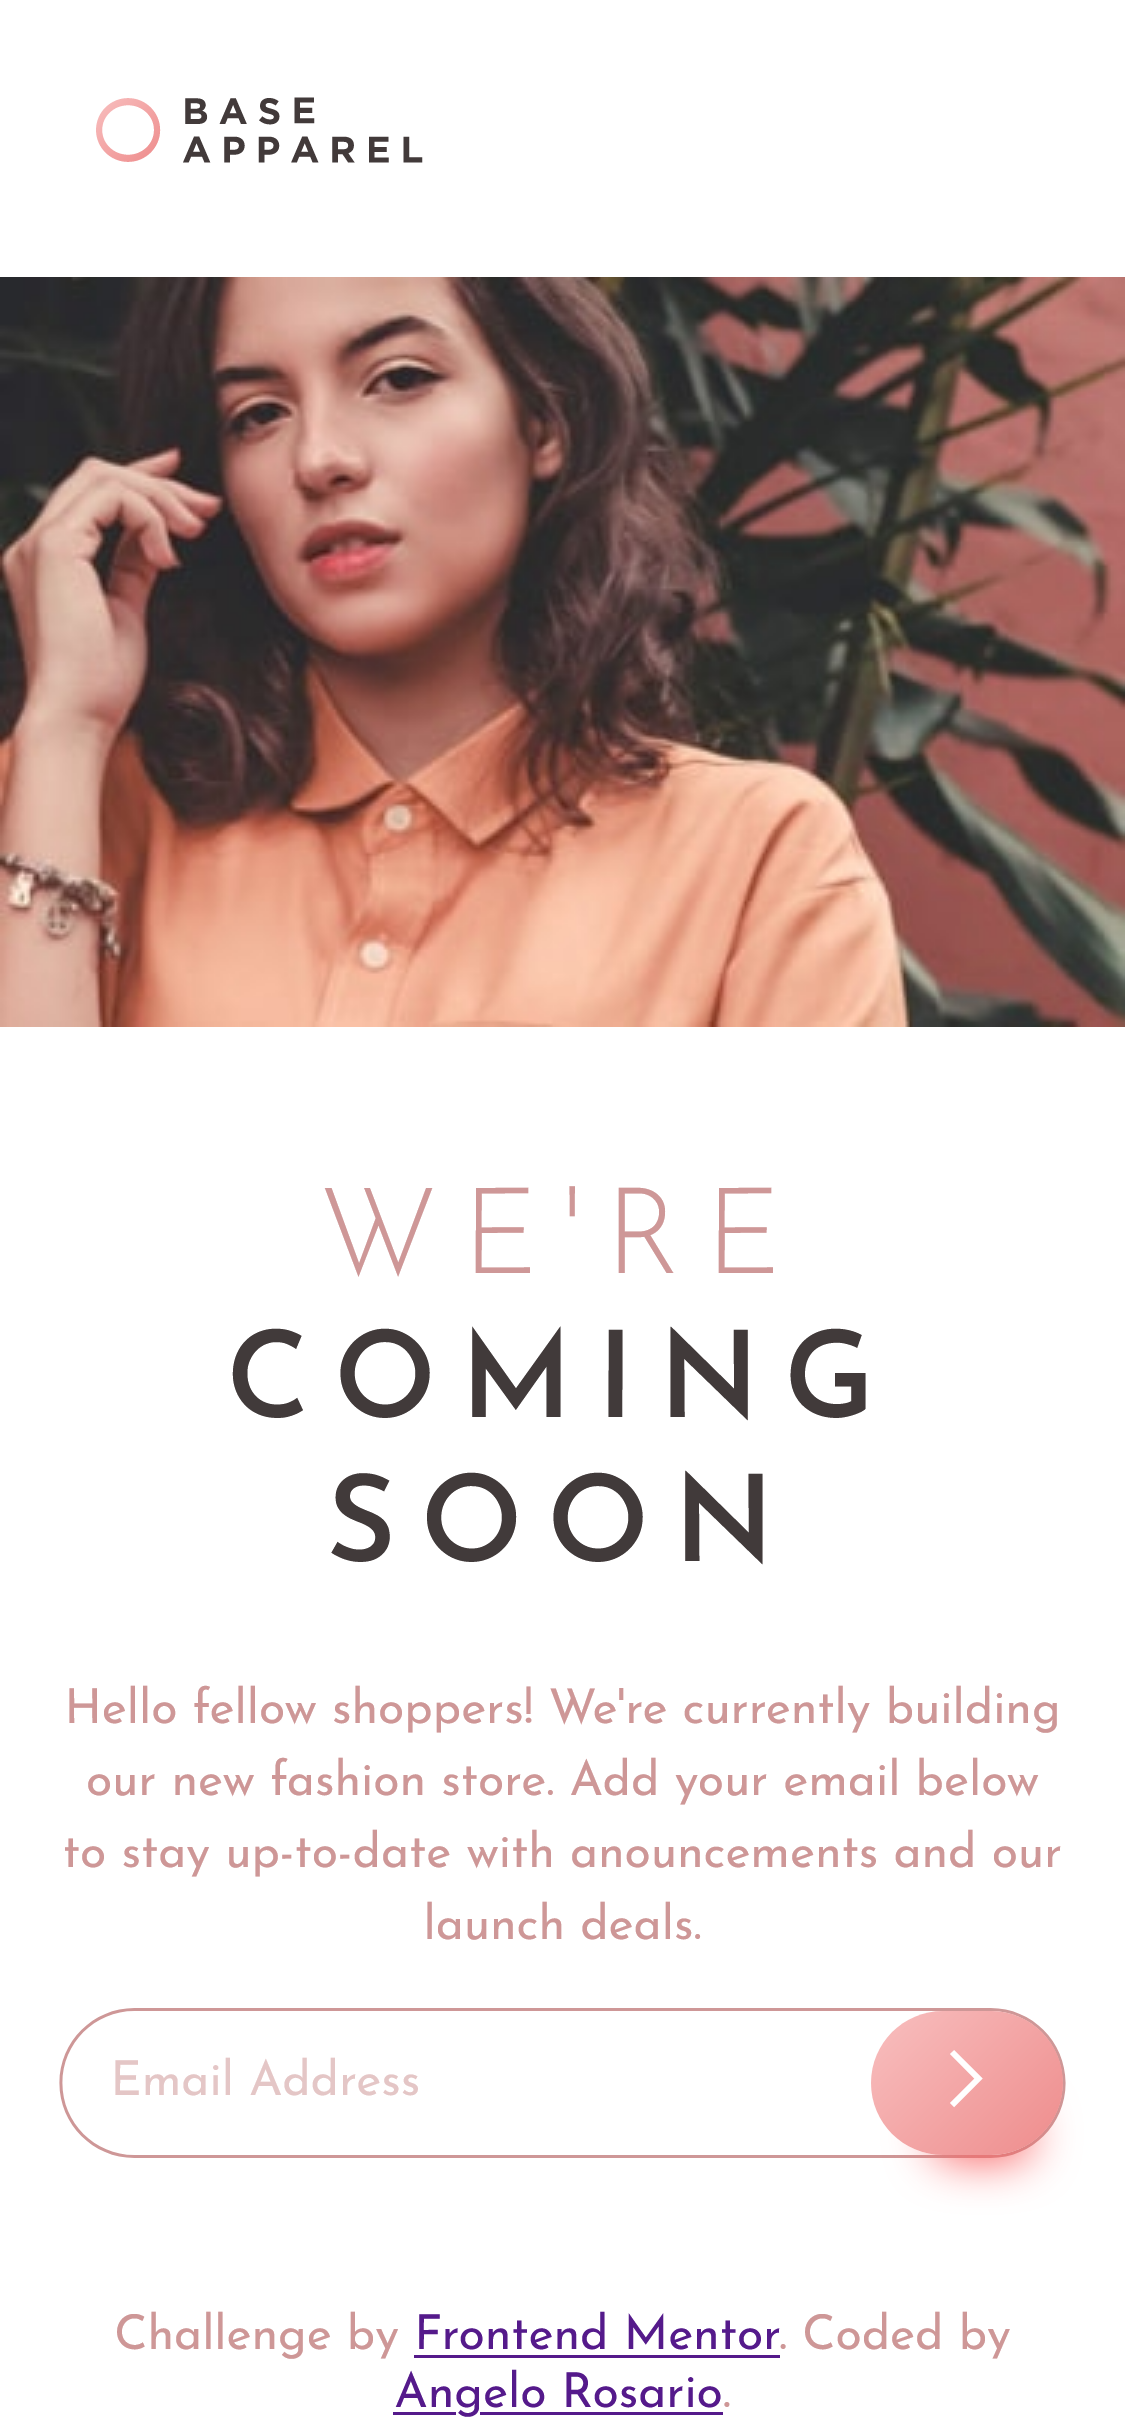 BASE
APPAREL
WE'RE
COMING
SOON
Hello fellow shoppers! We're currently building
our new fashion store. Add your email below
to stay up-to-date with anouncements and our
launch deals.
Email Address
Challenge by Frontend Mentor. Coded by
Angelo Rosario.